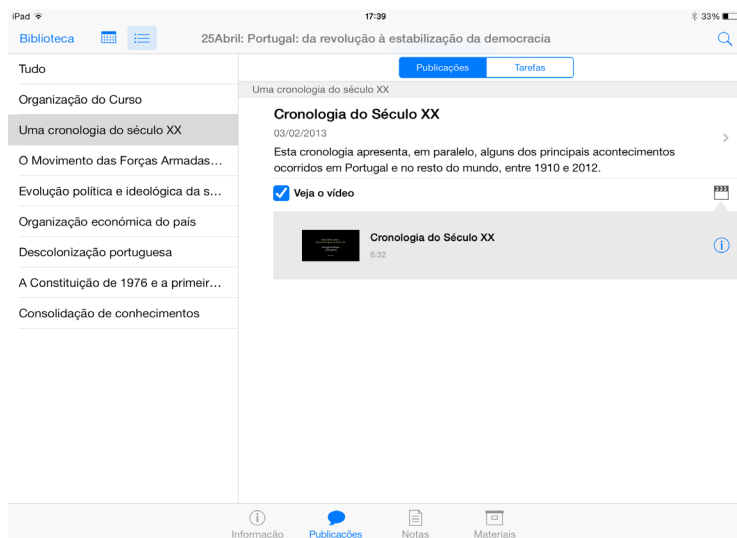 iPad 17:39 33%
Biblioteca 25Abril: Portugal: da revolução à estabilização da democracia
Tudo
Organização do Curso
Uma cronologia do século XX
O Movimento das Forças Armadas...
Evolução política e ideológica da s...
Organização económica do país
Descolonização portuguesa
A Constituição de 1976 e a primeir...
Consolidação de conhecimentos
Publicações Tarefas
Uma cronologia do século XX
Cronologia do Século XX
03/02/2013
Esta cronologia apresenta, em paralelo, alguns dos principais acontecimentos
ocorridos em Portugal e no resto do mundo, entre 1910 e 2012.
Veja o vídeo
Cronologia do Século XX
6:32
Informação Publicações Notas Materiais